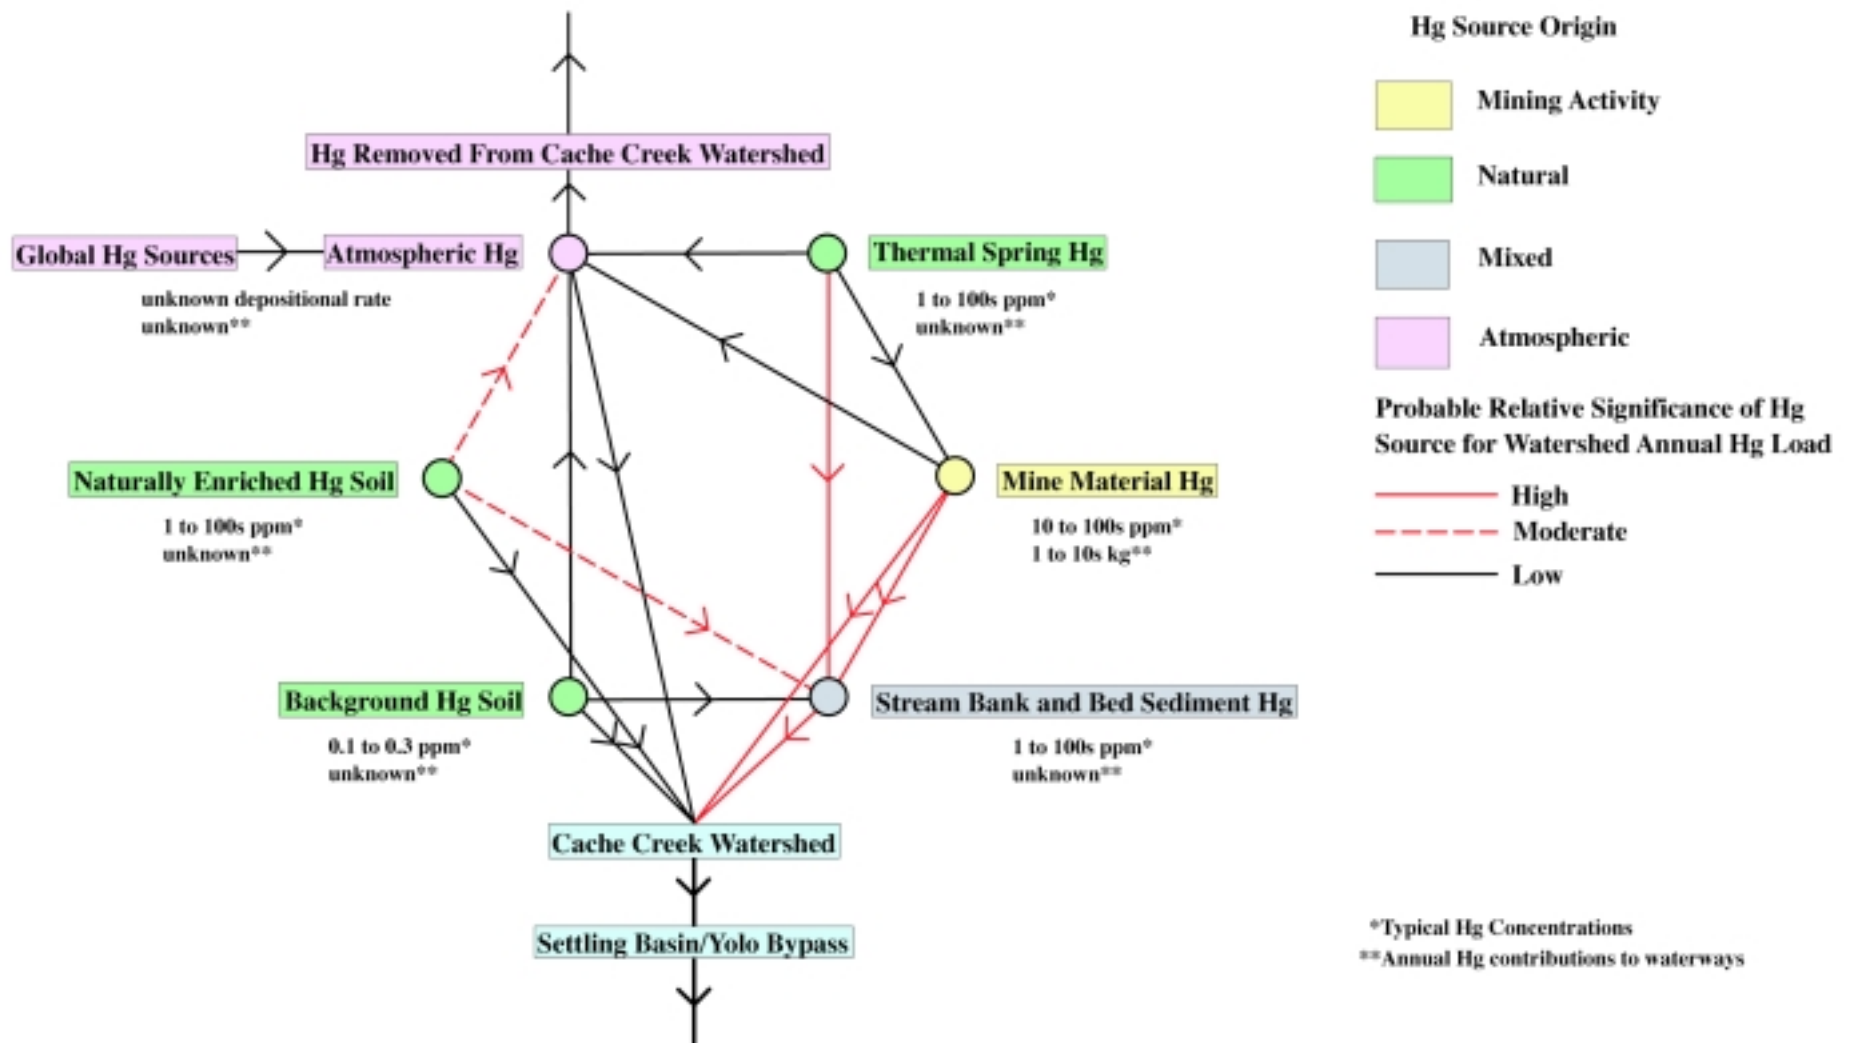 Hg Source Origin
Mining Activity
Natural
Mixed
Atmospheric
Probable Relative Significance of Hg
Source for Watershed Annual Hg Load
High
Moderate
Low
Hg Removed From Cache Creek Watershed
Global Hg Sources
Atmospheric Hg
unknown depositional rate
unknown**
Thermal Spring Hg
1 to 100s ppm*
unknown**
Naturally Enriched Hg Soil
1 to 100s ppm*
unknown**
Mine Material Hg
10 to 100s ppm*
1 to 10s kg**
Background Hg Soil
0.1 to 0.3 ppm*
unknown**
Stream Bank and Bed Sediment Hg
1 to 100s ppm*
unknown**
Cache Creek Watershed
Settling Basin/Yolo Bypass
*Typical Hg Concentrations
**Annual Hg contributions to waterways